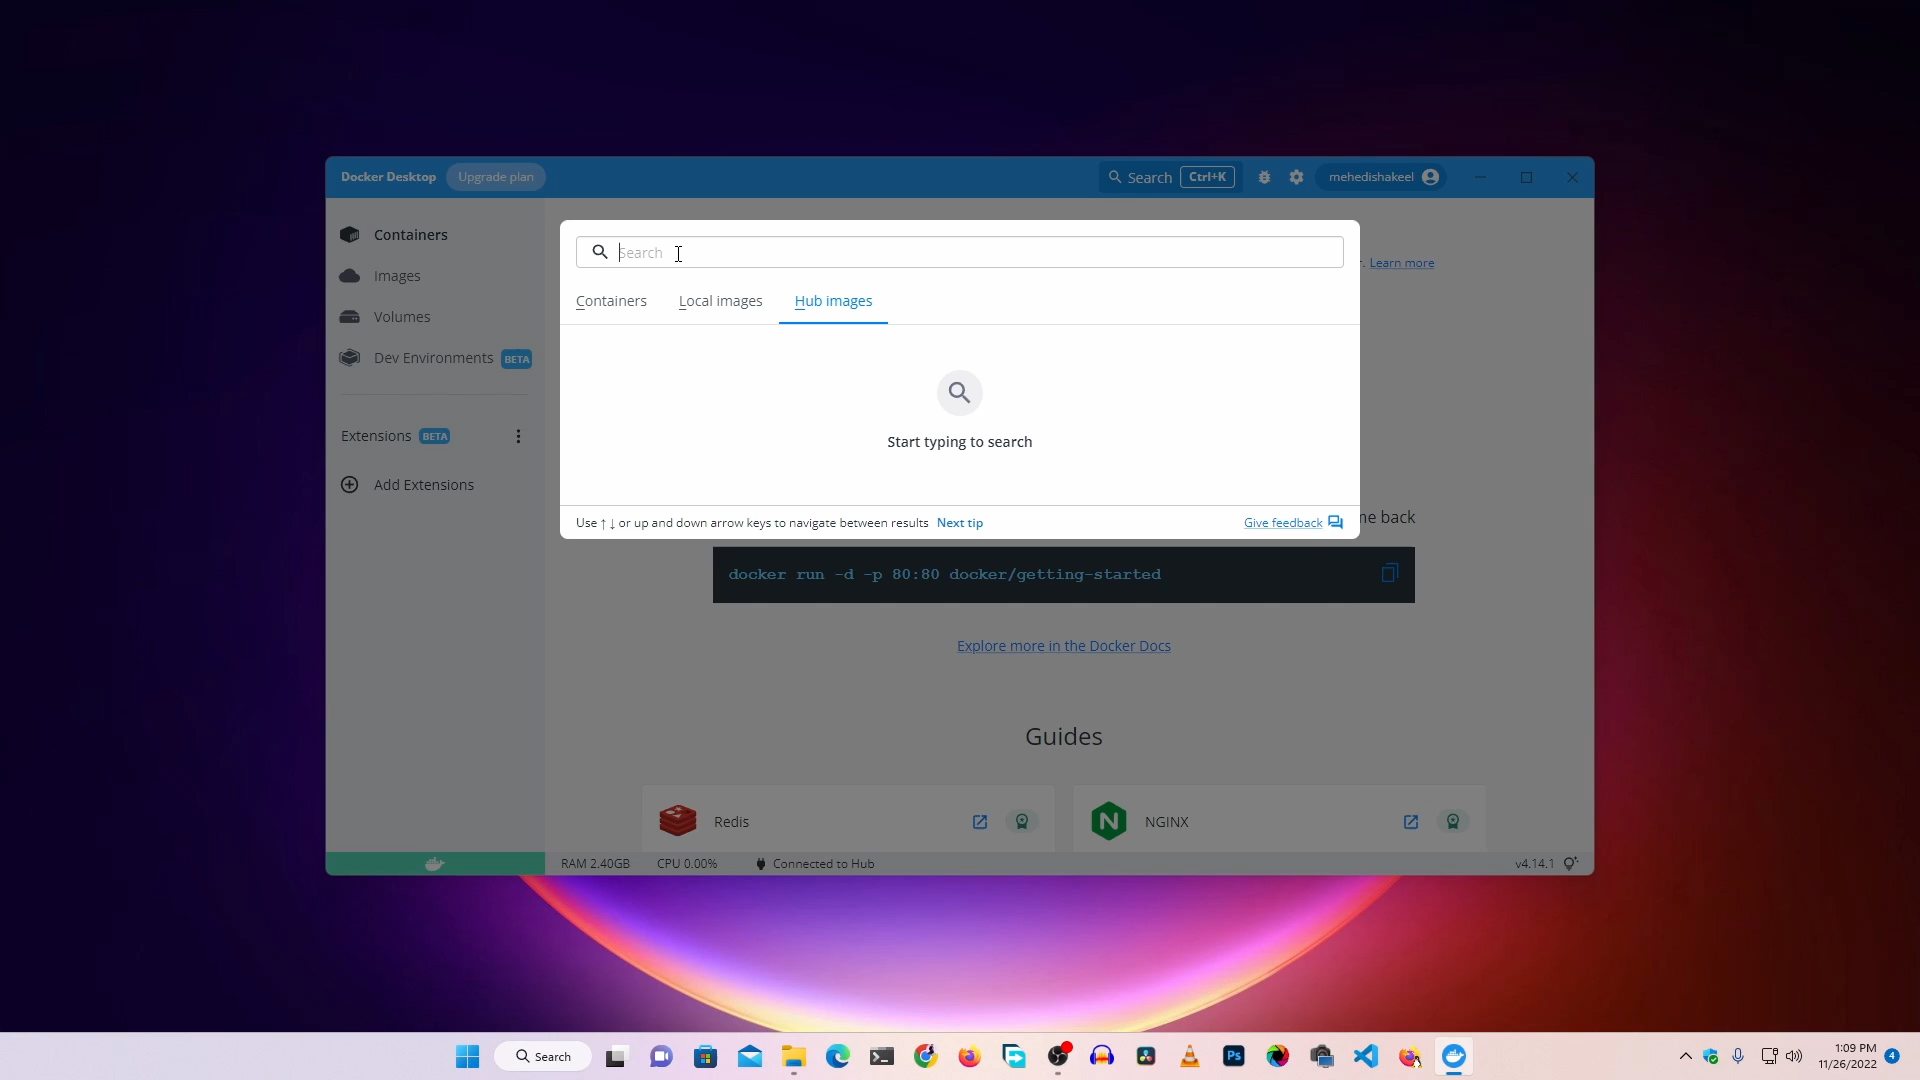 Docker Desktop
Upgrade plan
Search Ctrl+K
mehedishakeel
Containers
Images
Volumes
Dev Environments BETA
Extensions BETA
Add Extensions
Search
. Learn more
Containers
Local images
Hub images
Start typing to search
Use ↑ ↓ or up and down arrow keys to navigate between results Next tip
Give feedback
me back
docker run -d -p 80:80 docker/getting-started
Explore more in the Docker Docs
Guides
Redis
N NGINX
RAM 2.40GB CPU 0.00% Connected to Hub
v4.14.1
Search
Ps
1:09 PM
11/26/2022
4